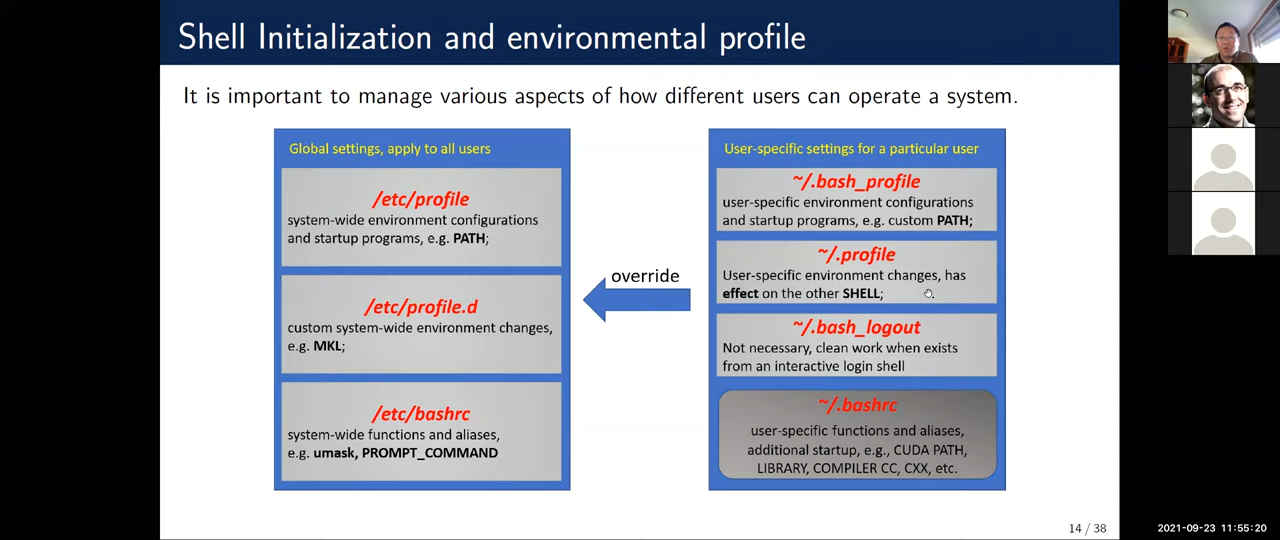 Shell Initialization and environmental profile
It is important to manage various aspects of how different users can operate a system.
Global settings, apply to all users
/etc/profile
system-wide environment configurations
and startup programs, e.g. PATH;
/etc/profile.d
custom system-wide environment changes,
e.g. MKL;
/etc/bashrc
system-wide functions and aliases,
e.g. umask, PROMPT_COMMAND
override
User-specific settings for a particular user
~/.bash_profile
user-specific environment configurations
and startup programs, e.g. custom PATH;
~/.profile
User-specific environment changes, has
effect on the other SHELL;
~/.bash_logout
Not necessary, clean work when exists
from an interactive login shell
~/.bashrc
user-specific functions and aliases,
additional startup, e.g., CUDA PATH,
LIBRARY, COMPILER CC, CXX, etc.
14 / 38
2021-09-23 11:55:20